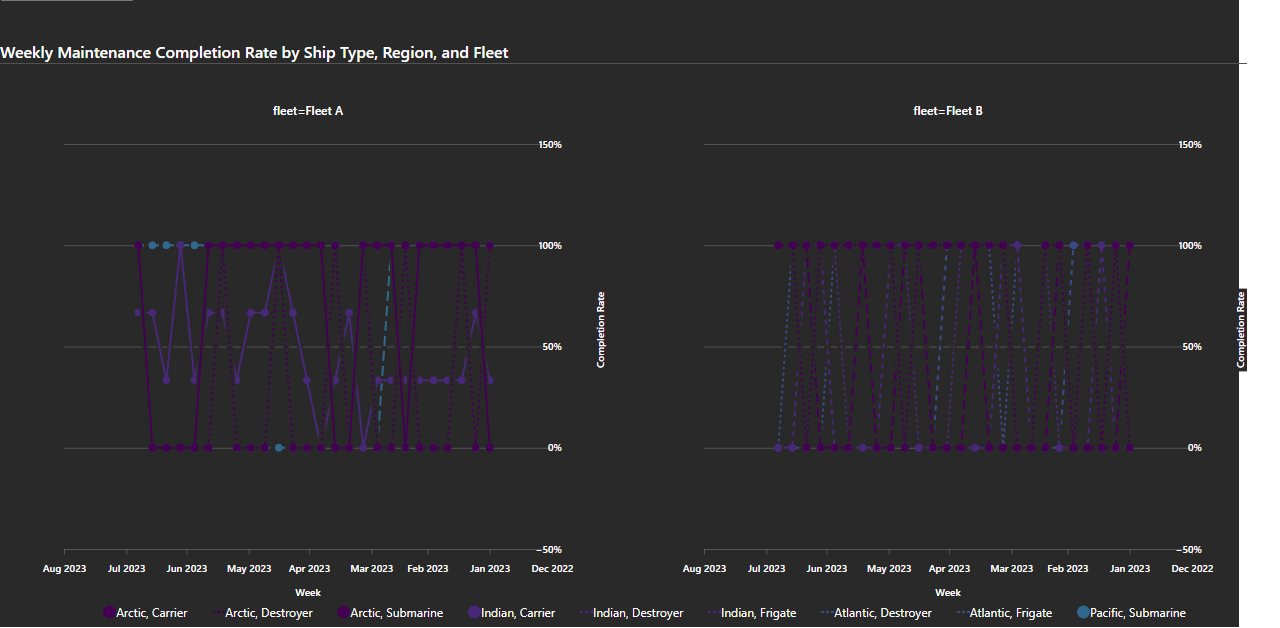 Weekly Maintenance Completion Rate by Ship Type, Region, and Fleet
fleet=Fleet A
fleet=Fleet B
150%
100%
50%
0%
−50%
Completion Rate
150%
100%
50%
0%
−50%
Completion Rate
Aug 2023 Jul 2023 Jun 2023 May 2023 Apr 2023 Mar 2023 Feb 2023 Jan 2023 Dec 2022
Aug 2023 Jul 2023 Jun 2023 May 2023 Apr 2023 Mar 2023 Feb 2023 Jan 2023 Dec 2022
Week
Week
Arctic, Carrier Arctic, Destroyer Arctic, Submarine Indian, Carrier Indian, Destroyer Indian, Frigate Atlantic, Destroyer Atlantic, Frigate Pacific, Submarine